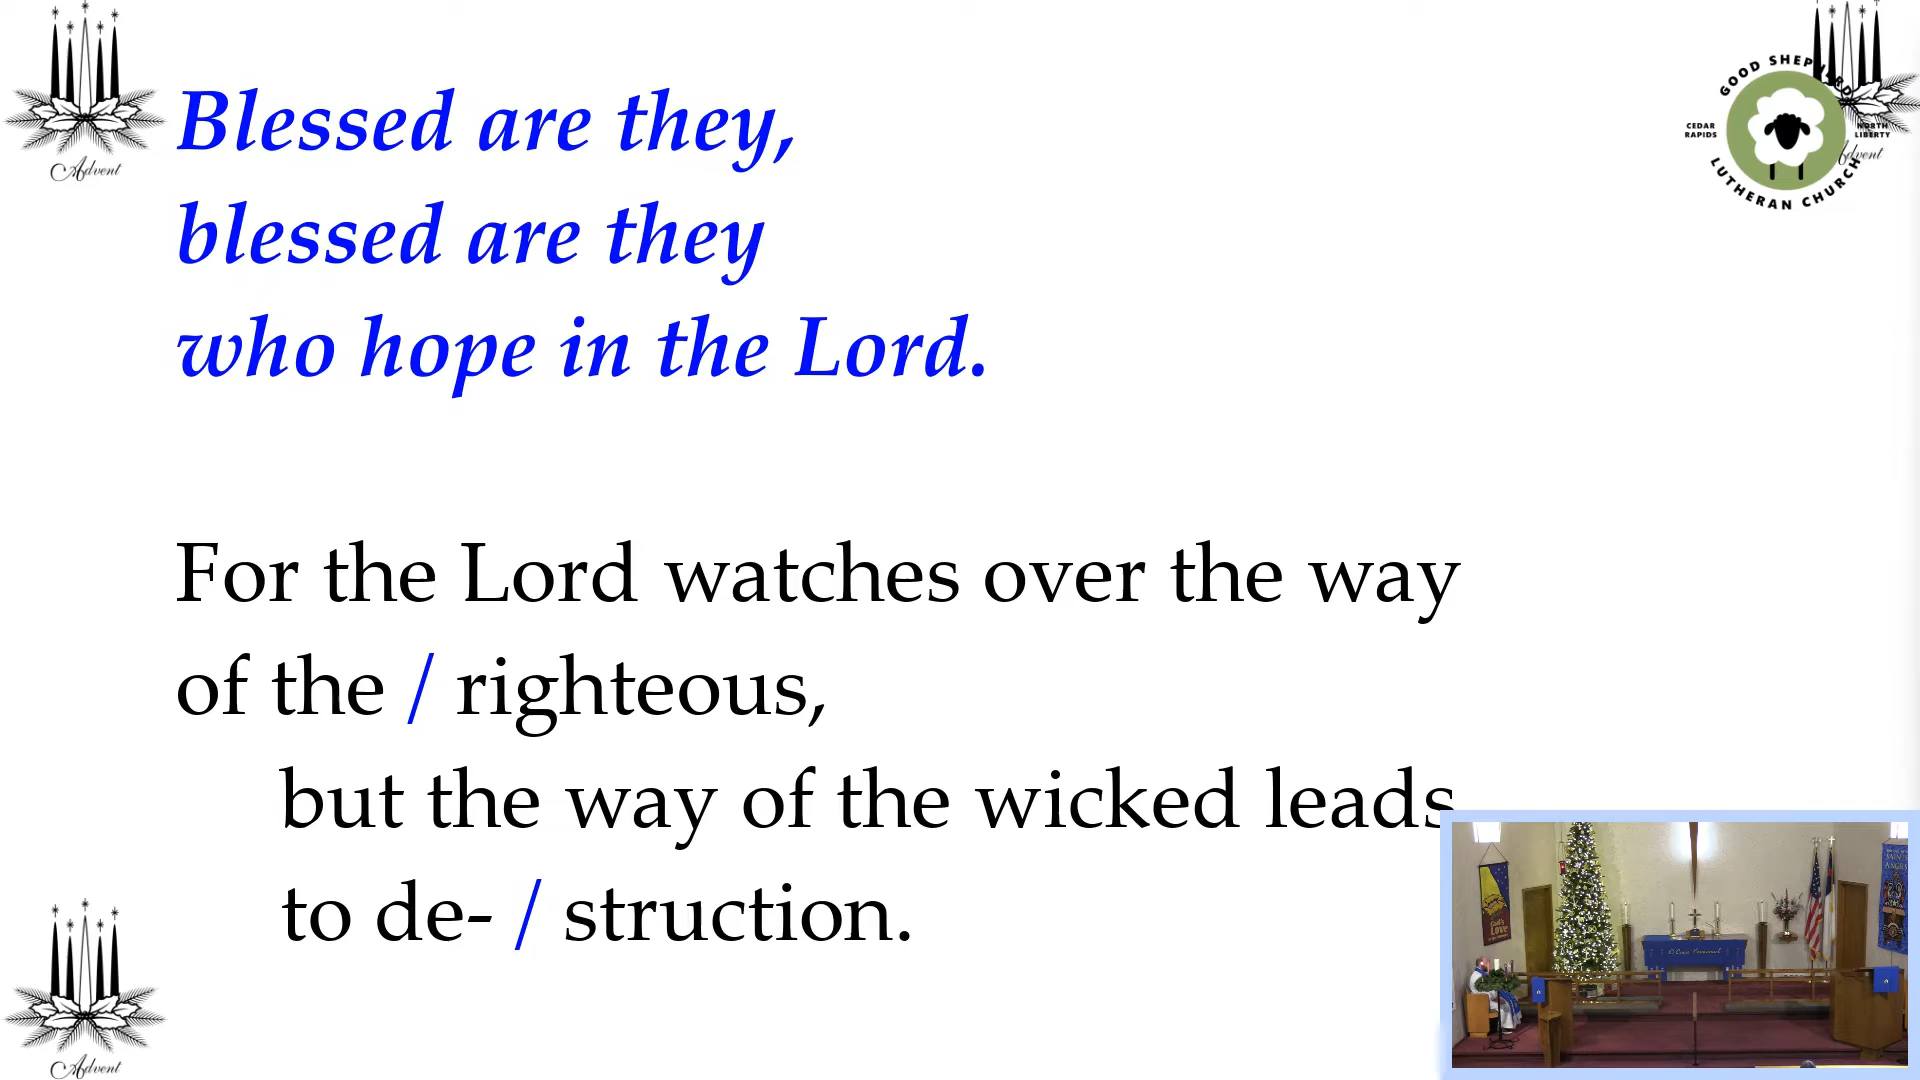 Advent
GOOD SHEPHERD
CEDAR
RAPIDS
NORTH
LIBERTY
LUTHERAN CHURCH
Advent
Blessed are they,
blessed are they
who hope in the Lord.
For the Lord watches over the way
of the / righteous,
but the way of the wicked leads
to de- / struction.
God's
Love
Advent